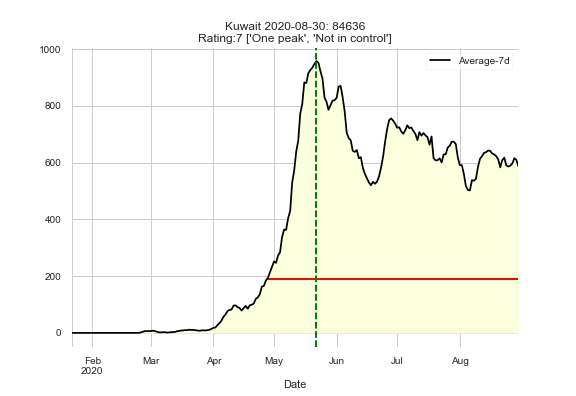 Kuwait 2020-08-30: 84636
Rating:7 ['One peak', 'Not in control']
Average-7d
1000
800
600
400
200
0
Feb Mar Apr May Jun Jul Aug
2020
Date